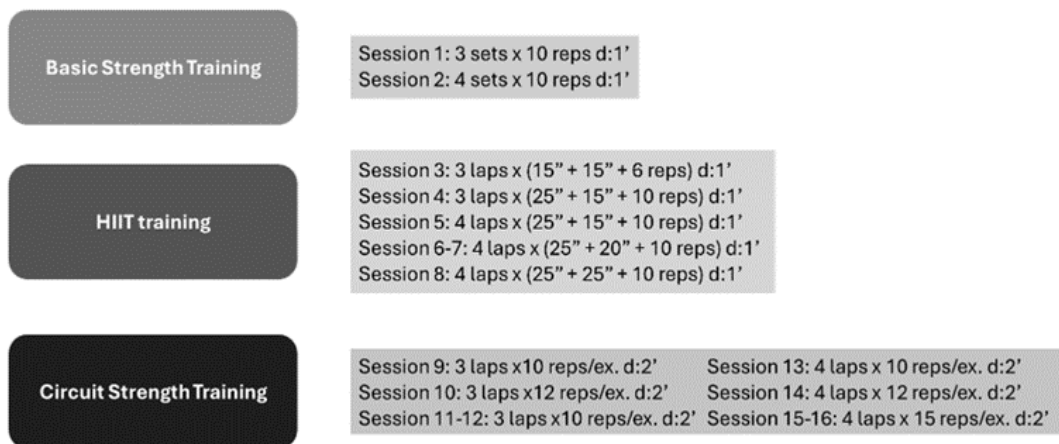 Basic Strength Training
Session 1: 3 sets x 10 reps d:1’
Session 2: 4 sets x 10 reps d:1’
HIIT training
Session 3: 3 laps x (15” + 15” + 6 reps) d:1’
Session 4: 3 laps x (25” + 15” + 10 reps) d:1’
Session 5: 4 laps x (25” + 15” + 10 reps) d:1’
Session 6-7: 4 laps x (25” + 20” + 10 reps) d:1’
Session 8: 4 laps x (25” + 25” + 10 reps) d:1’
Circuit Strength Training
Session 9: 3 laps x10 reps/ex. d:2’
Session 10: 3 laps x12 reps/ex. d:2’
Session 11-12: 3 laps x10 reps/ex. d:2’
Session 13: 4 laps x 10 reps/ex. d:2’
Session 14: 4 laps x 12 reps/ex. d:2’
Session 15-16: 4 laps x 15 reps/ex. d:2’